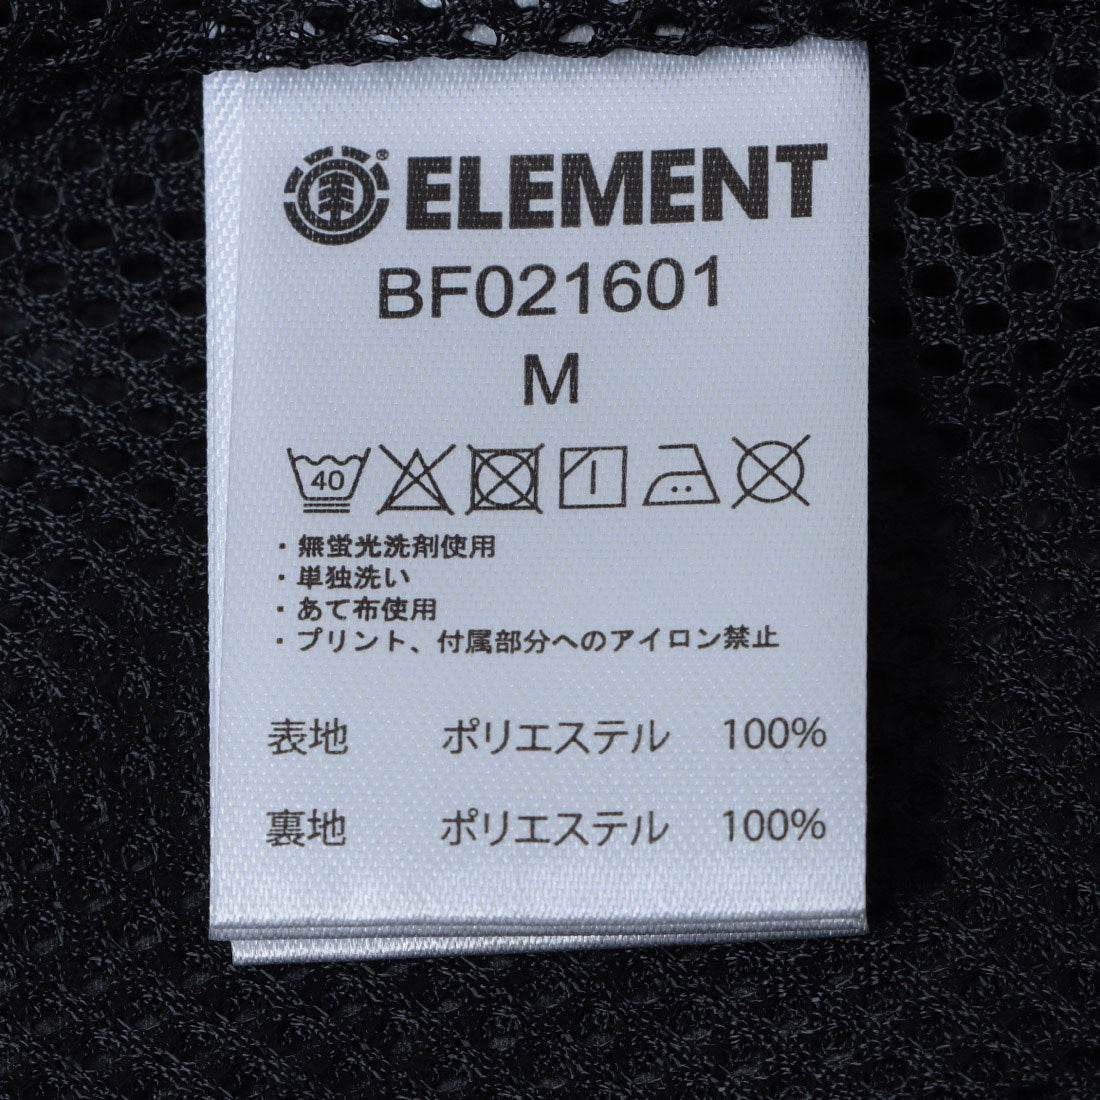 ELEMENT
BF021601
M
40
・無蛍光洗剤使用
・単独洗い
・あて布使用
・プリント、付属部分へのアイロン禁止
表地 ポリエステル 100%
裏地 ポリエステル 100%